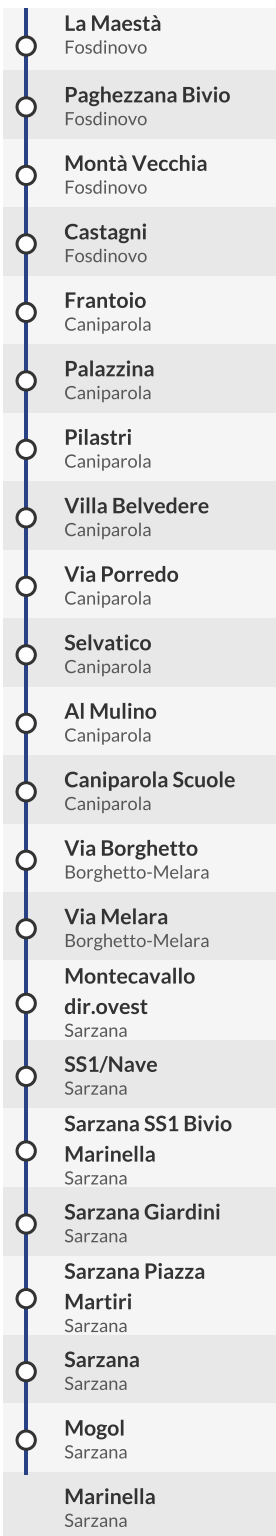 La Maestà
Fosdinovo
Paghezzana Bivio
Fosdinovo
Montà Vecchia
Fosdinovo
Castagni
Fosdinovo
Frantoio
Caniparola
Palazzina
Caniparola
Pilastri
Caniparola
Villa Belvedere
Caniparola
Via Porredo
Caniparola
Selvatico
Caniparola
Al Mulino
Caniparola
Caniparola Scuole
Caniparola
Via Borghetto
Borghetto-Melara
Via Melara
Borghetto-Melara
Montecavallo
dir.ovest
Sarzana
SS1/Nave
Sarzana
Sarzana SS1 Bivio
Marinella
Sarzana
Sarzana Giardini
Sarzana
Sarzana Piazza
Martiri
Sarzana
Sarzana
Sarzana
Mogol
Sarzana
Marinella
Sarzana